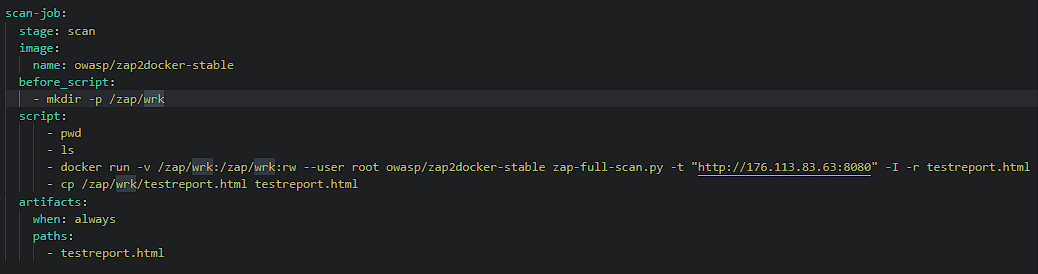 scan-job:
stage: scan
image:
name: owasp/zap2docker-stable
before_script:
- mkdir -p /zap/wrk
script:
- pwd
- ls
- docker run -v /zap/wrk:/zap/wrk:rw --user root owasp/zap2docker-stable zap-full-scan.py -t "http://176.113.83.63:8080" -I -r testreport.html
- cp /zap/wrk/testreport.html testreport.html
artifacts:
when: always
paths:
- testreport.html